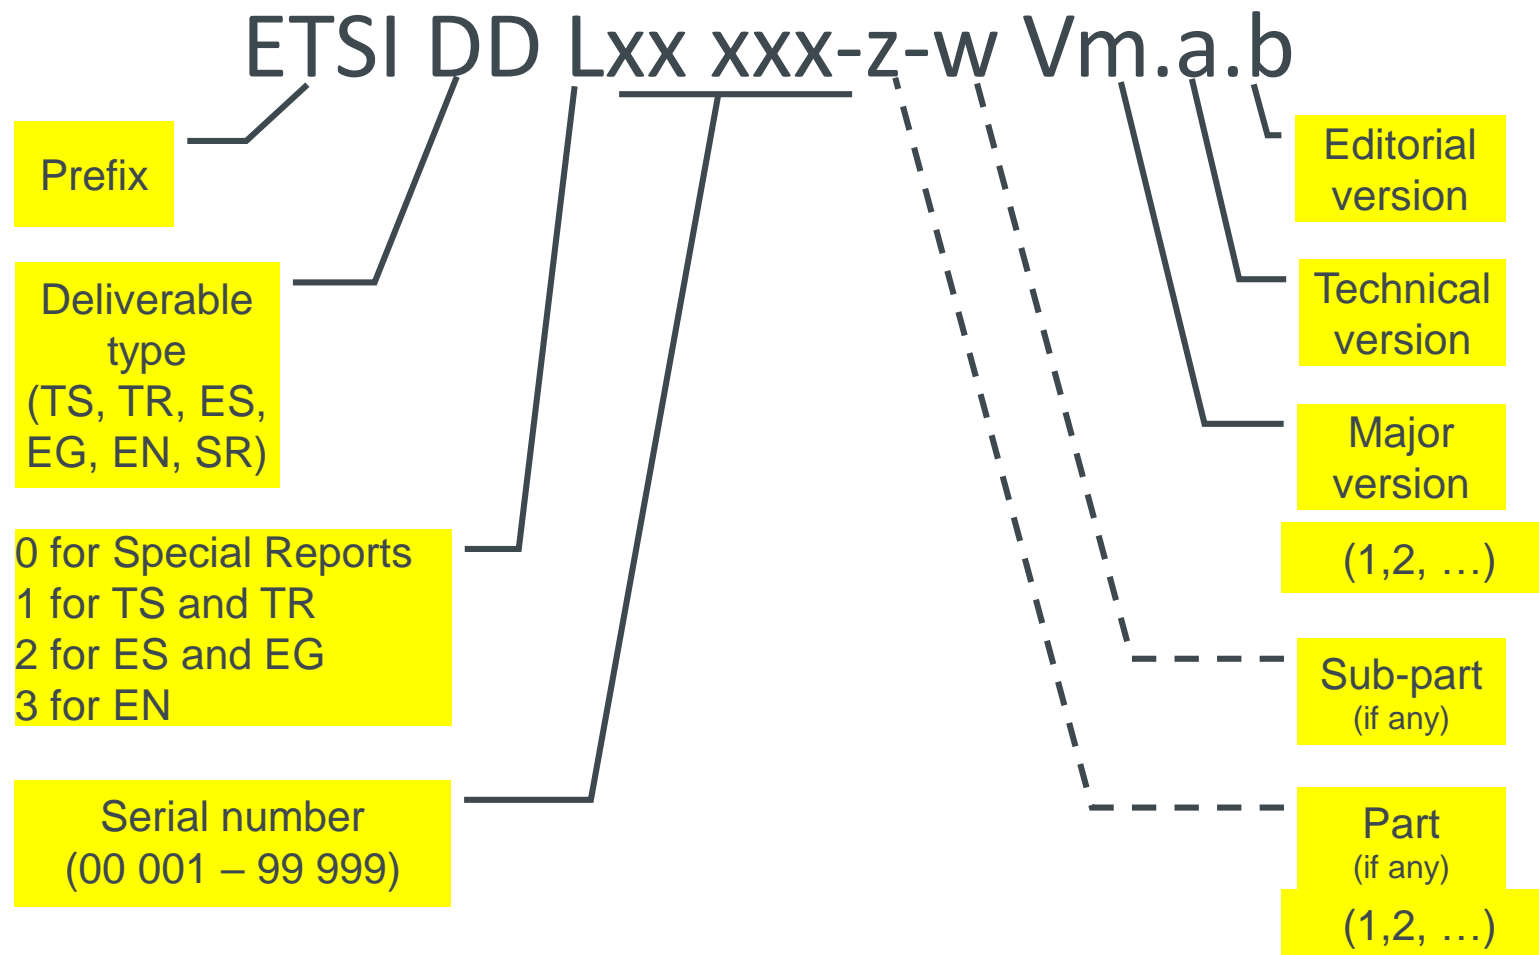 ETSI DD Lxx xxx-z-w Vm.a.b
Prefix
Deliverable
type
(TS, TR, ES,
EG, EN, SR)
0 for Special Reports
1 for TS and TR
2 for ES and EG
3 for EN
Serial number
(00 001 – 99 999)
Editorial
version
Technical
version
Major
version
(1,2, …)
Sub-part
(if any)
Part
(if any)
(1,2, …)